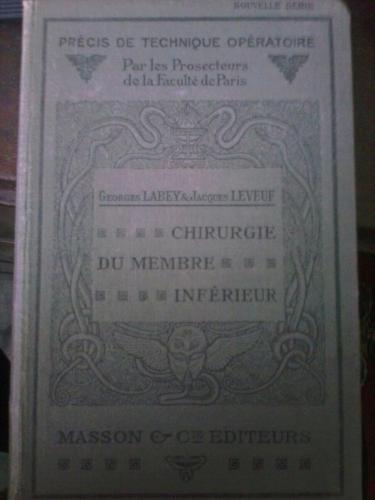 NOUVELLE SÉRIE
PRÉCIS DE TECHNIQUE OPÉRATOIRE
Par les Prosecteurs
de la Faculté de Paris
GEORGES LABEY & JACQUES LEVEUF
CHIRURGIE
DU MEMBRE
INFÉRIEUR
MASSON & CIE EDITEURS